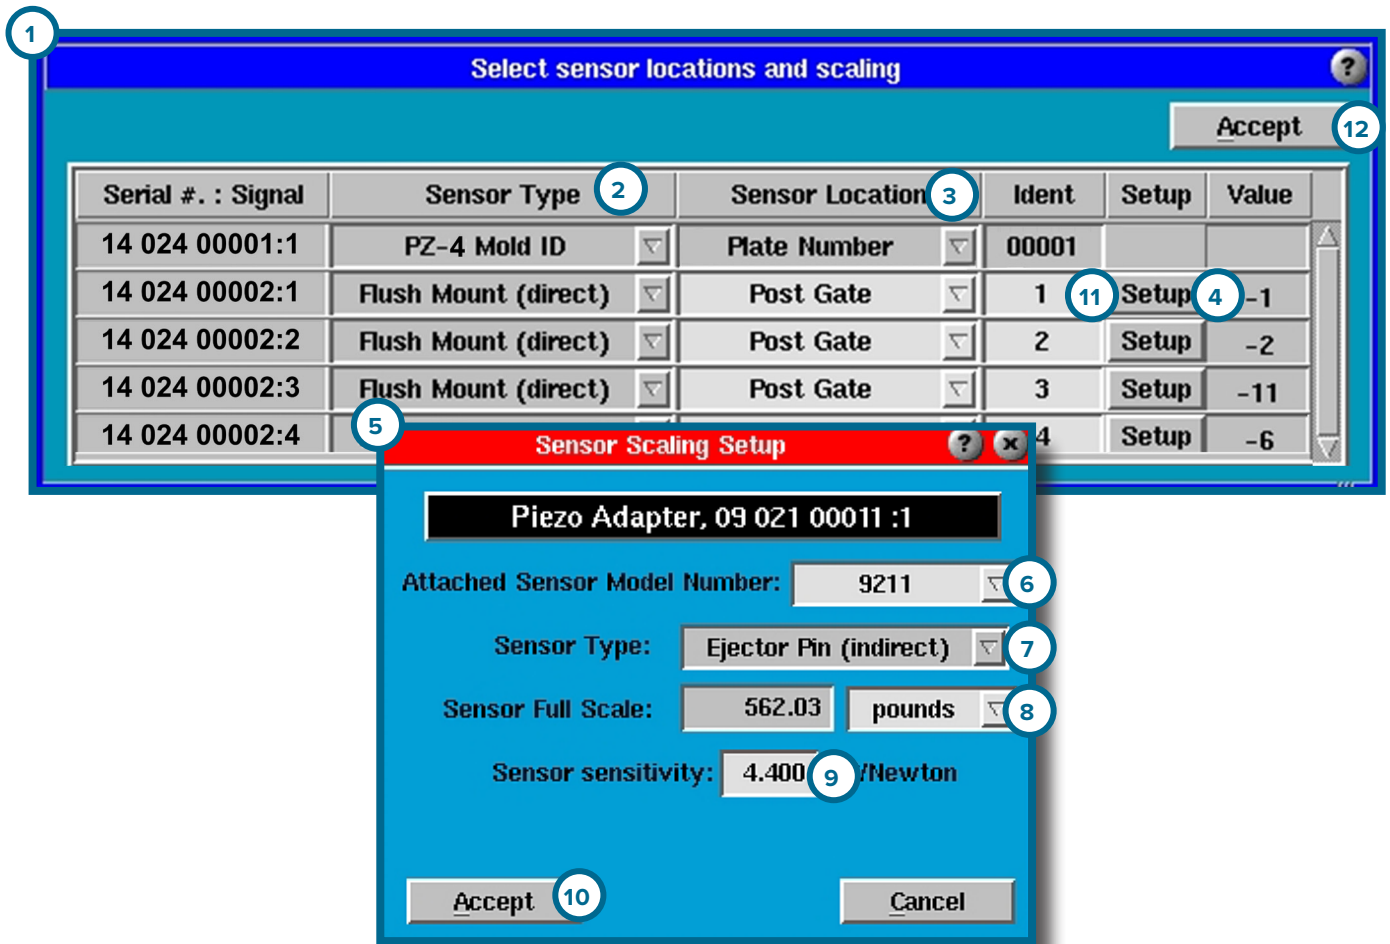 1
Select sensor locations and scaling ?
Accept 12
Serial #. : Signal Sensor Type 2 Sensor Location 3 Ident Setup Value
14 024 00001:1 PZ-4 Mold ID Plate Number 00001
14 024 00002:1 Flush Mount (direct) Post Gate 1 11 Setup 4 -1
14 024 00002:2 Flush Mount (direct) Post Gate 2 Setup -2
14 024 00002:3 Flush Mount (direct) Post Gate 3 Setup -11
14 024 00002:4 4 Setup -6
5 Sensor Scaling Setup ? x
Piezo Adapter, 09 021 00011 :1
Attached Sensor Model Number: 9211 6
Sensor Type: Ejector Pin (indirect) 7
Sensor Full Scale: 562.03 pounds 8
Sensor sensitivity: 4.400 9 /Newton
Accept 10 Cancel